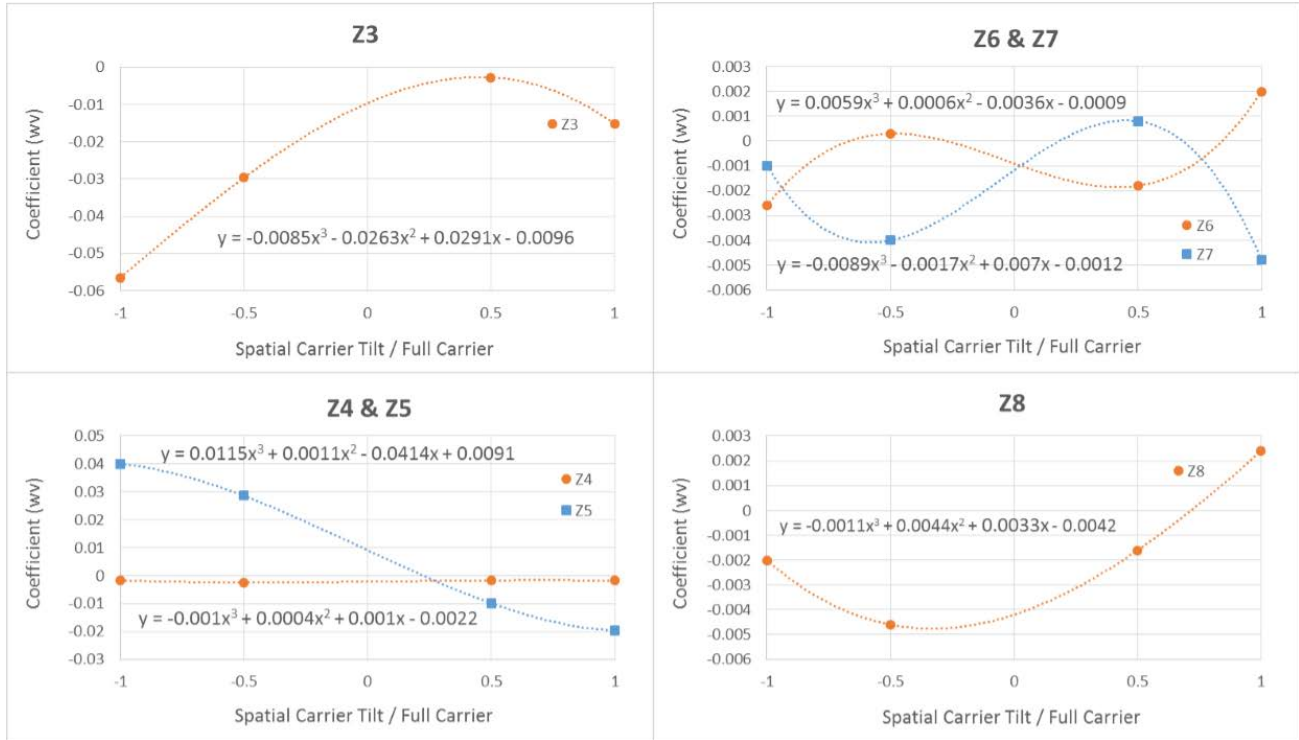 Z3
0
-0.01
-0.02
-0.03
-0.04
-0.05
-0.06
Coefficient (wv)
Z3
y = -0.0085x³ - 0.0263x² + 0.0291x - 0.0096
-1 -0.5 0 0.5 1
Spatial Carrier Tilt / Full Carrier
Z6 & Z7
0.003
0.002
0.001
0
-0.001
-0.002
-0.003
-0.004
-0.005
-0.006
Coefficient (wv)
y = 0.0059x³ + 0.0006x² - 0.0036x - 0.0009
Z6
Z7
y = -0.0089x³ - 0.0017x² + 0.007x - 0.0012
-1 -0.5 0 0.5 1
Spatial Carrier Tilt / Full Carrier
Z4 & Z5
0.05
0.04
0.03
0.02
0.01
0
-0.01
-0.02
-0.03
Coefficient (wv)
y = 0.0115x³ + 0.0011x² - 0.0414x + 0.0091
Z4
Z5
y = -0.001x³ + 0.0004x² + 0.001x - 0.0022
-1 -0.5 0 0.5 1
Spatial Carrier Tilt / Full Carrier
Z8
0.003
0.002
0.001
0
-0.001
-0.002
-0.003
-0.004
-0.005
-0.006
Coefficient (wv)
Z8
y = -0.0011x³ + 0.0044x² + 0.0033x - 0.0042
-1 -0.5 0 0.5 1
Spatial Carrier Tilt / Full Carrier